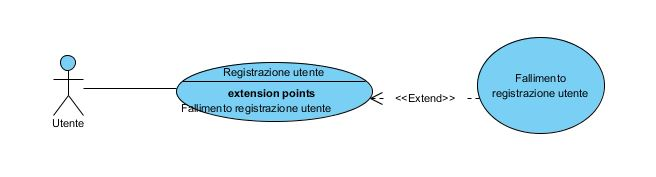 Registrazione utente
extension points
Fallimento registrazione utente
<<Extend>>
Fallimento
registrazione utente
Utente